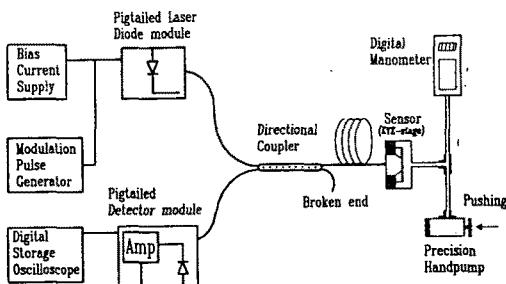 Pigtailed Laser
Diode module
Bias
Current
Supply
Modulation
Pulse
Generator
Pigtailed
Detector module
Digital
Storage
Oscilloscope
Amp
Directional
Coupler
Broken end
Sensor
(XYZ-stage)
Digital
Manometer
Pushing
Precision
Handpump